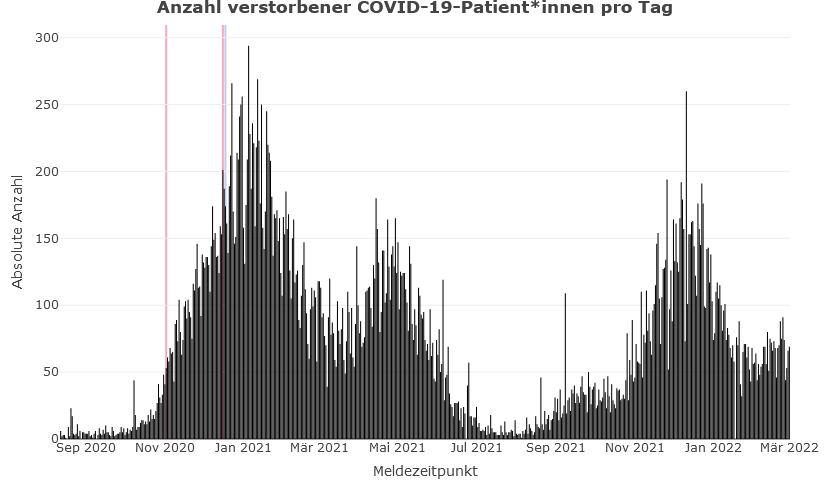 Anzahl verstorbener COVID-19-Patient*innen pro Tag
300
250
200
150
100
50
0
Absolute Anzahl
Sep 2020 Nov 2020 Jan 2021 Mär 2021 Mai 2021 Jul 2021 Sep 2021 Nov 2021 Jan 2022 Mär 2022
Meldezeitpunkt